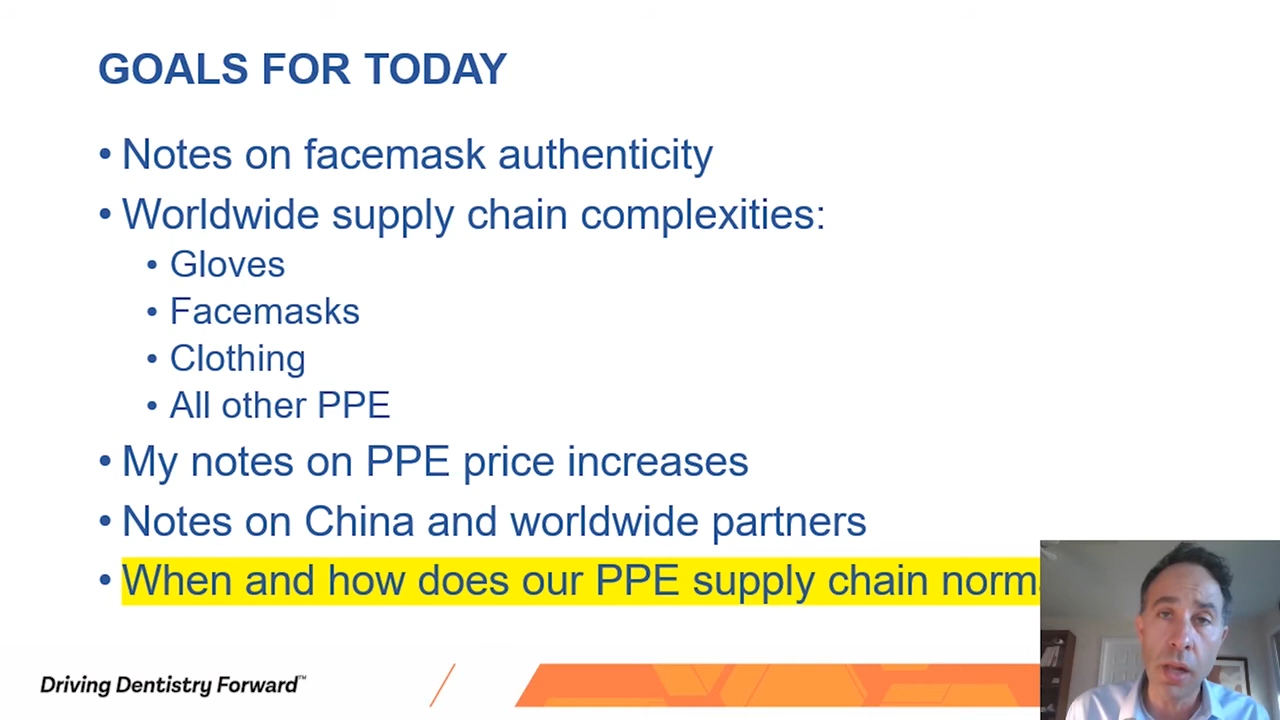 GOALS FOR TODAY
• Notes on facemask authenticity
• Worldwide supply chain complexities:
• Gloves
• Facemasks
• Clothing
• All other PPE
• My notes on PPE price increases
• Notes on China and worldwide partners
• When and how does our PPE supply chain
Driving Dentistry Forward™